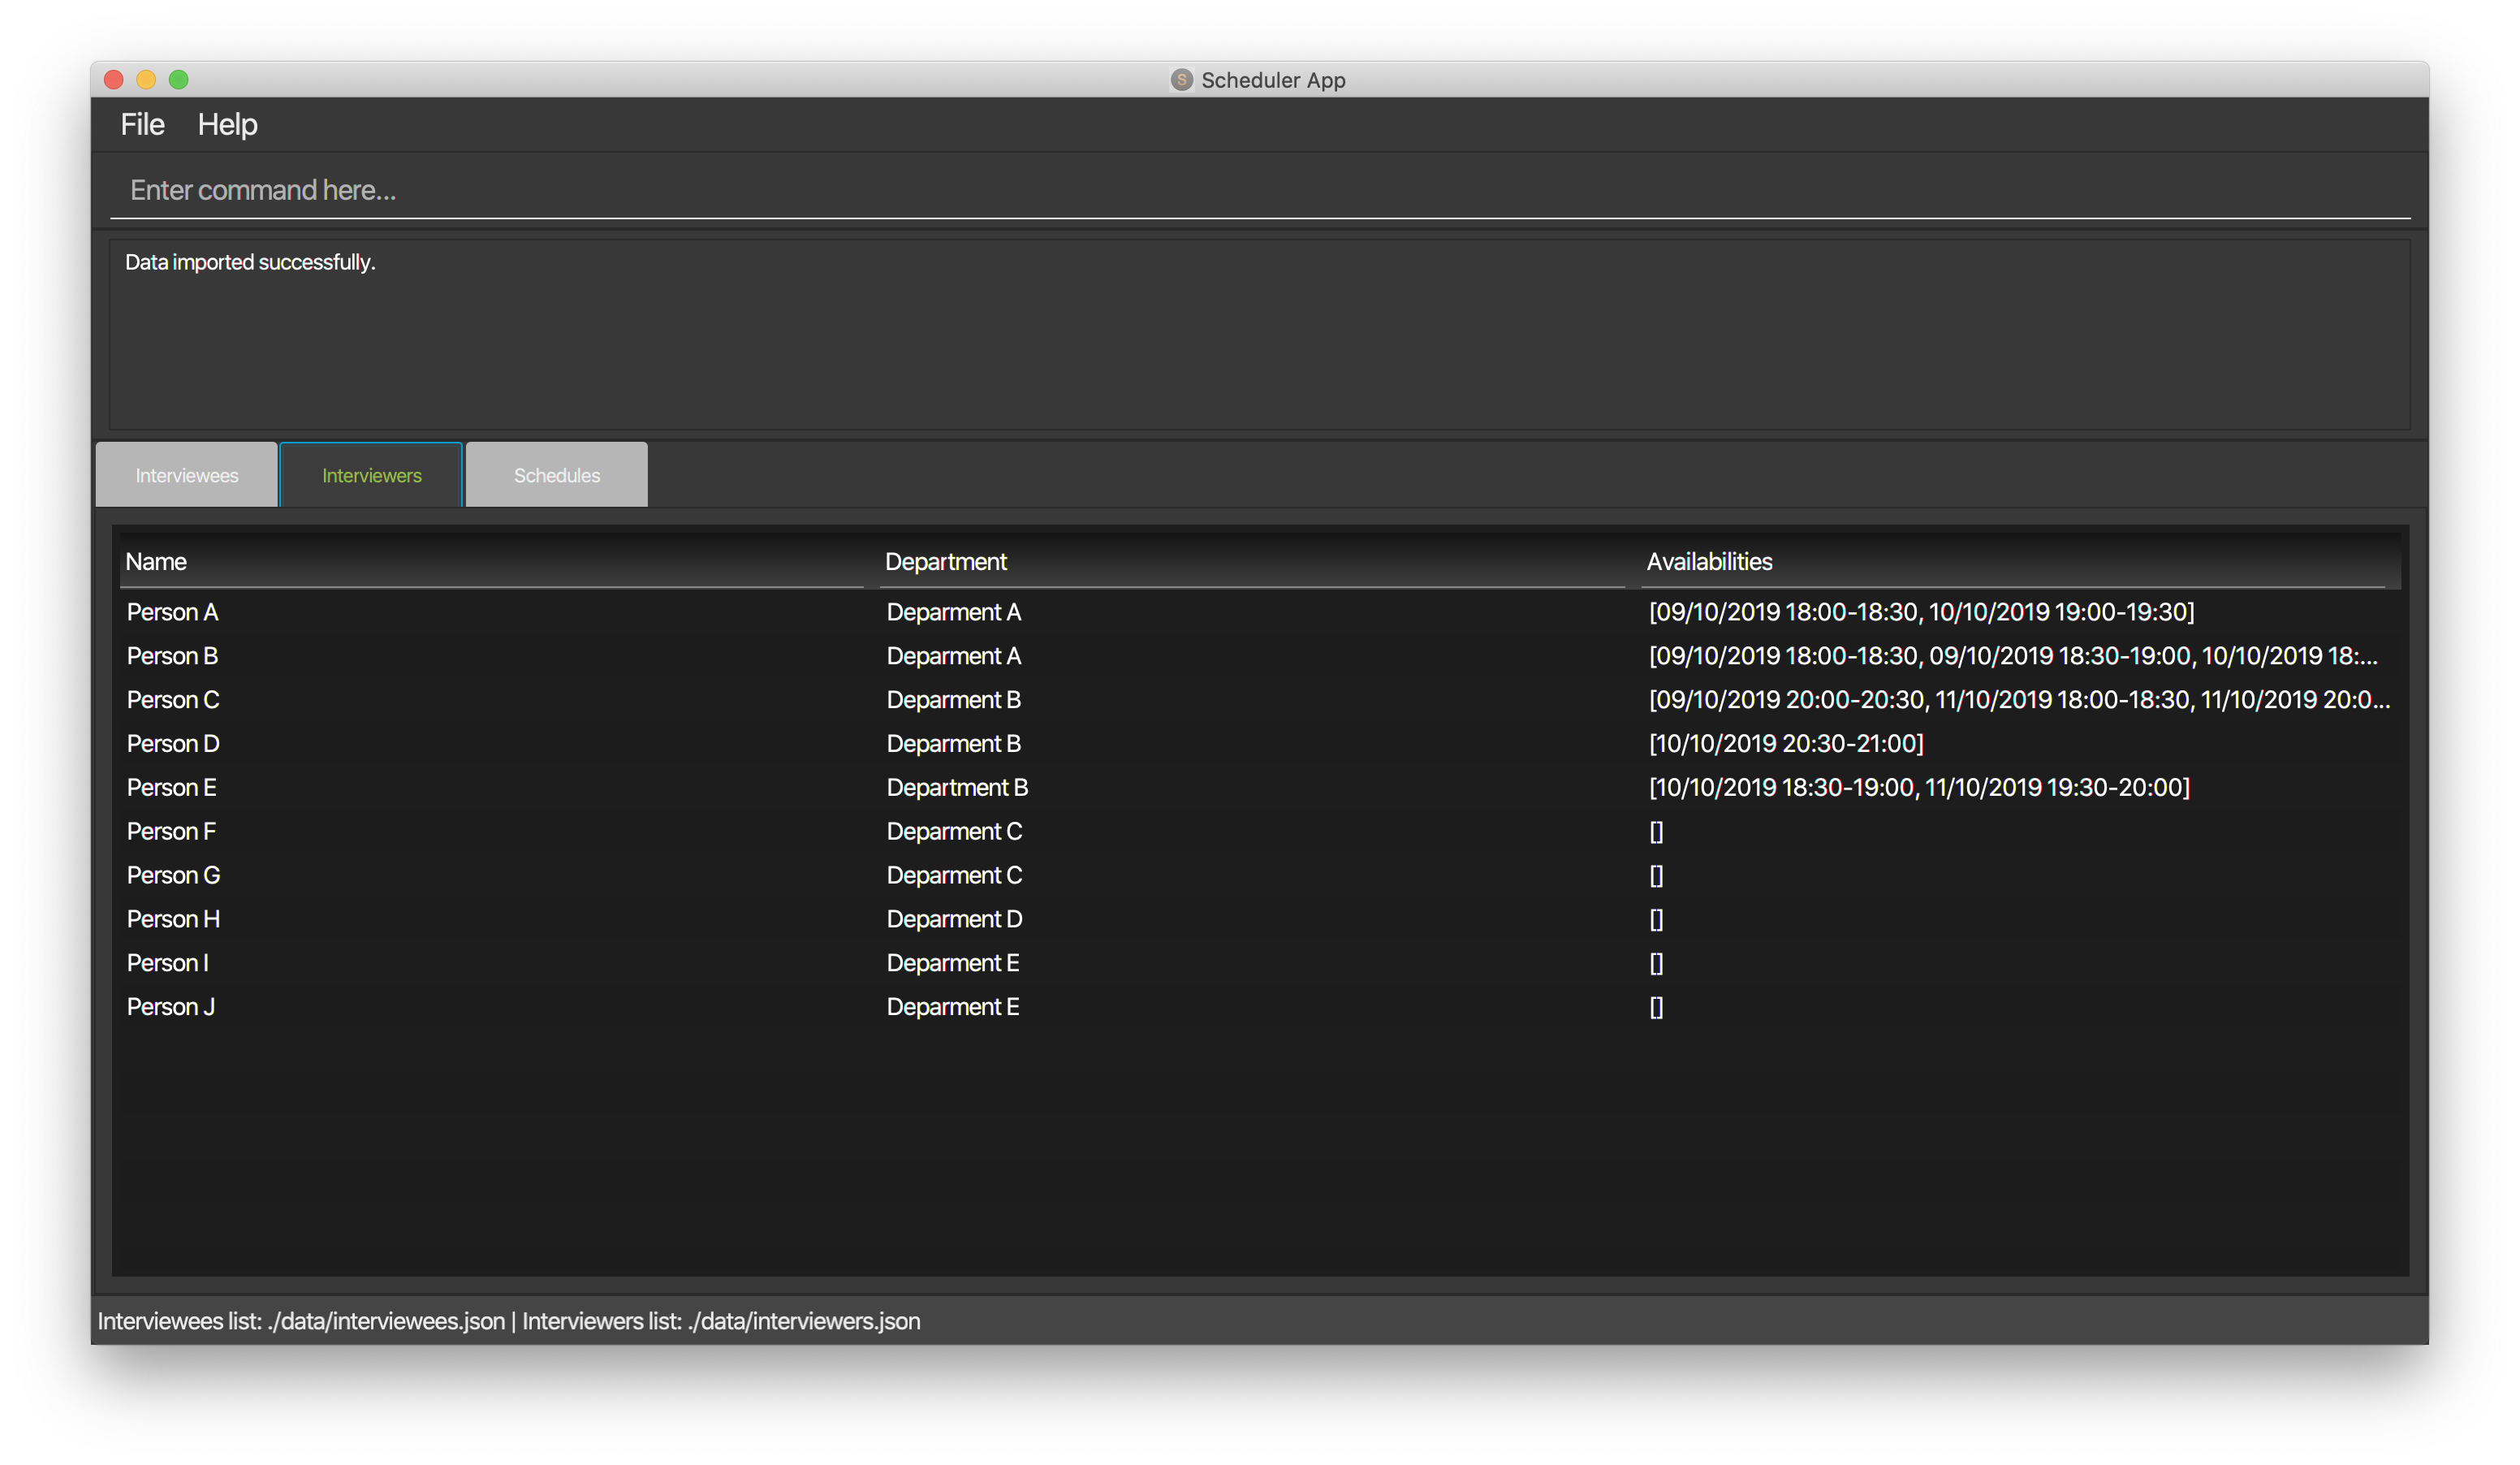 S Scheduler App
File Help
Enter command here...
Data imported successfully.
Interviewees Interviewers Schedules
Name Department Availabilities
Person A Deparment A [09/10/2019 18:00-18:30, 10/10/2019 19:00-19:30]
Person B Deparment A [09/10/2019 18:00-18:30, 09/10/2019 18:30-19:00, 10/10/2019 18:...
Person C Deparment B [09/10/2019 20:00-20:30, 11/10/2019 18:00-18:30, 11/10/2019 20:0...
Person D Deparment B [10/10/2019 20:30-21:00]
Person E Department B [10/10/2019 18:30-19:00, 11/10/2019 19:30-20:00]
Person F Deparment C []
Person G Deparment C []
Person H Deparment D []
Person I Deparment E []
Person J Deparment E []
Interviewees list: ./data/interviewees.json | Interviewers list: ./data/interviewers.json